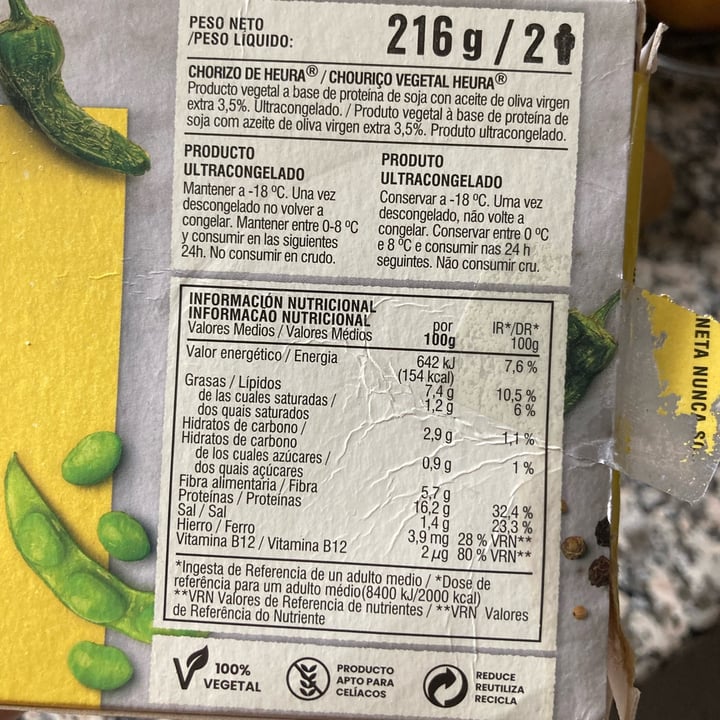 PESO NETO
/PESO LÍQUIDO:
216 g / 2
CHORIZO DE HEURA® / CHOURIÇO VEGETAL HEURA®
Producto vegetal a base de proteína de soja con aceite de oliva virgen
extra 3,5%. Ultracongelado. / Produto vegetal à base de proteína de
soja com azeite de oliva virgen extra 3,5%. Produto ultracongelado.
PRODUCTO
ULTRACONGELADO
Mantener a -18 ºC. Una vez
descongelado no volver a
congelar. Mantener entre 0-8 ºC
y consumir en las siguientes
24h. No consumir en crudo.
PRODUTO
ULTRACONGELADO
Conservar a -18 ºC. Uma vez
descongelado, não volte a
congelar. Conservar entre 0 ºC
e 8 ºC e consumir nas 24 h
seguintes. Não consumir cru.
INFORMACIÓN NUTRICIONAL
INFORMAÇÃO NUTRICIONAL
Valores Medios / Valores Médios por 100g IR*/DR* 100g
Valor energético / Energia 642 kJ 7,6 %
(154 kcal)
Grasas / Lípidos 7,4 g 10,5 %
de las cuales saturadas / 1,2 g 6 %
dos quais saturados
Hidratos de carbono /
Hidratos de carbono 2,9 g 1,1 %
de los cuales azúcares /
dos quais açúcares 0,9 g 1 %
Fibra alimentaria / Fibra 5,7 g
Proteínas / Proteínas 16,2 g 32,4 %
Sal / Sal 1,4 g 23,3 %
Hierro / Ferro 3,9 mg 28 % VRN**
Vitamina B12 / Vitamina B12 2 µg 80 % VRN**
*Ingesta de Referencia de un adulto medio / *Dose de
referência para um adulto médio (8400 kJ/2000 kcal)
**VRN Valores de Referencia de nutrientes / **VRN Valores
de Referência do Nutriente
100%
VEGETAL
PRODUCTO
APTO PARA
CELÍACOS
REDUCE
REUTILIZA
RECICLA
NETA NUNCA